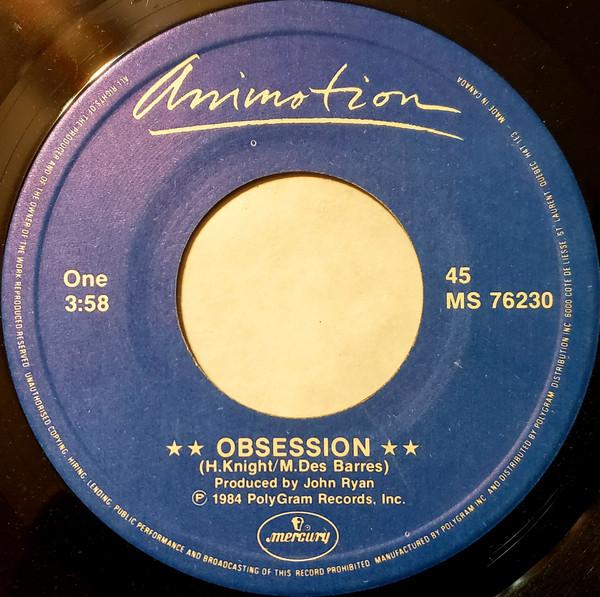 Animotion
One
3:58
45
MS 76230
★★ OBSESSION ★★
(H.Knight/M.Des Barres)
Produced by John Ryan
℗ 1984 PolyGram Records, Inc.
mercury
ALL RIGHTS OF THE PRODUCER AND OF THE OWNER OF THE WORK REPRODUCED RESERVED. UNAUTHORISED COPYING, HIRING, LENDING, PUBLIC PERFORMANCE AND BROADCASTING OF THIS RECORD PROHIBITED. MANUFACTURED BY POLYGRAM INC. AND DISTRIBUTED BY POLYGRAM DISTRIBUTION INC. 6000 COTE DE LIESSE, ST. LAURENT, QUEBEC H4T 1E3 MADE IN CANADA